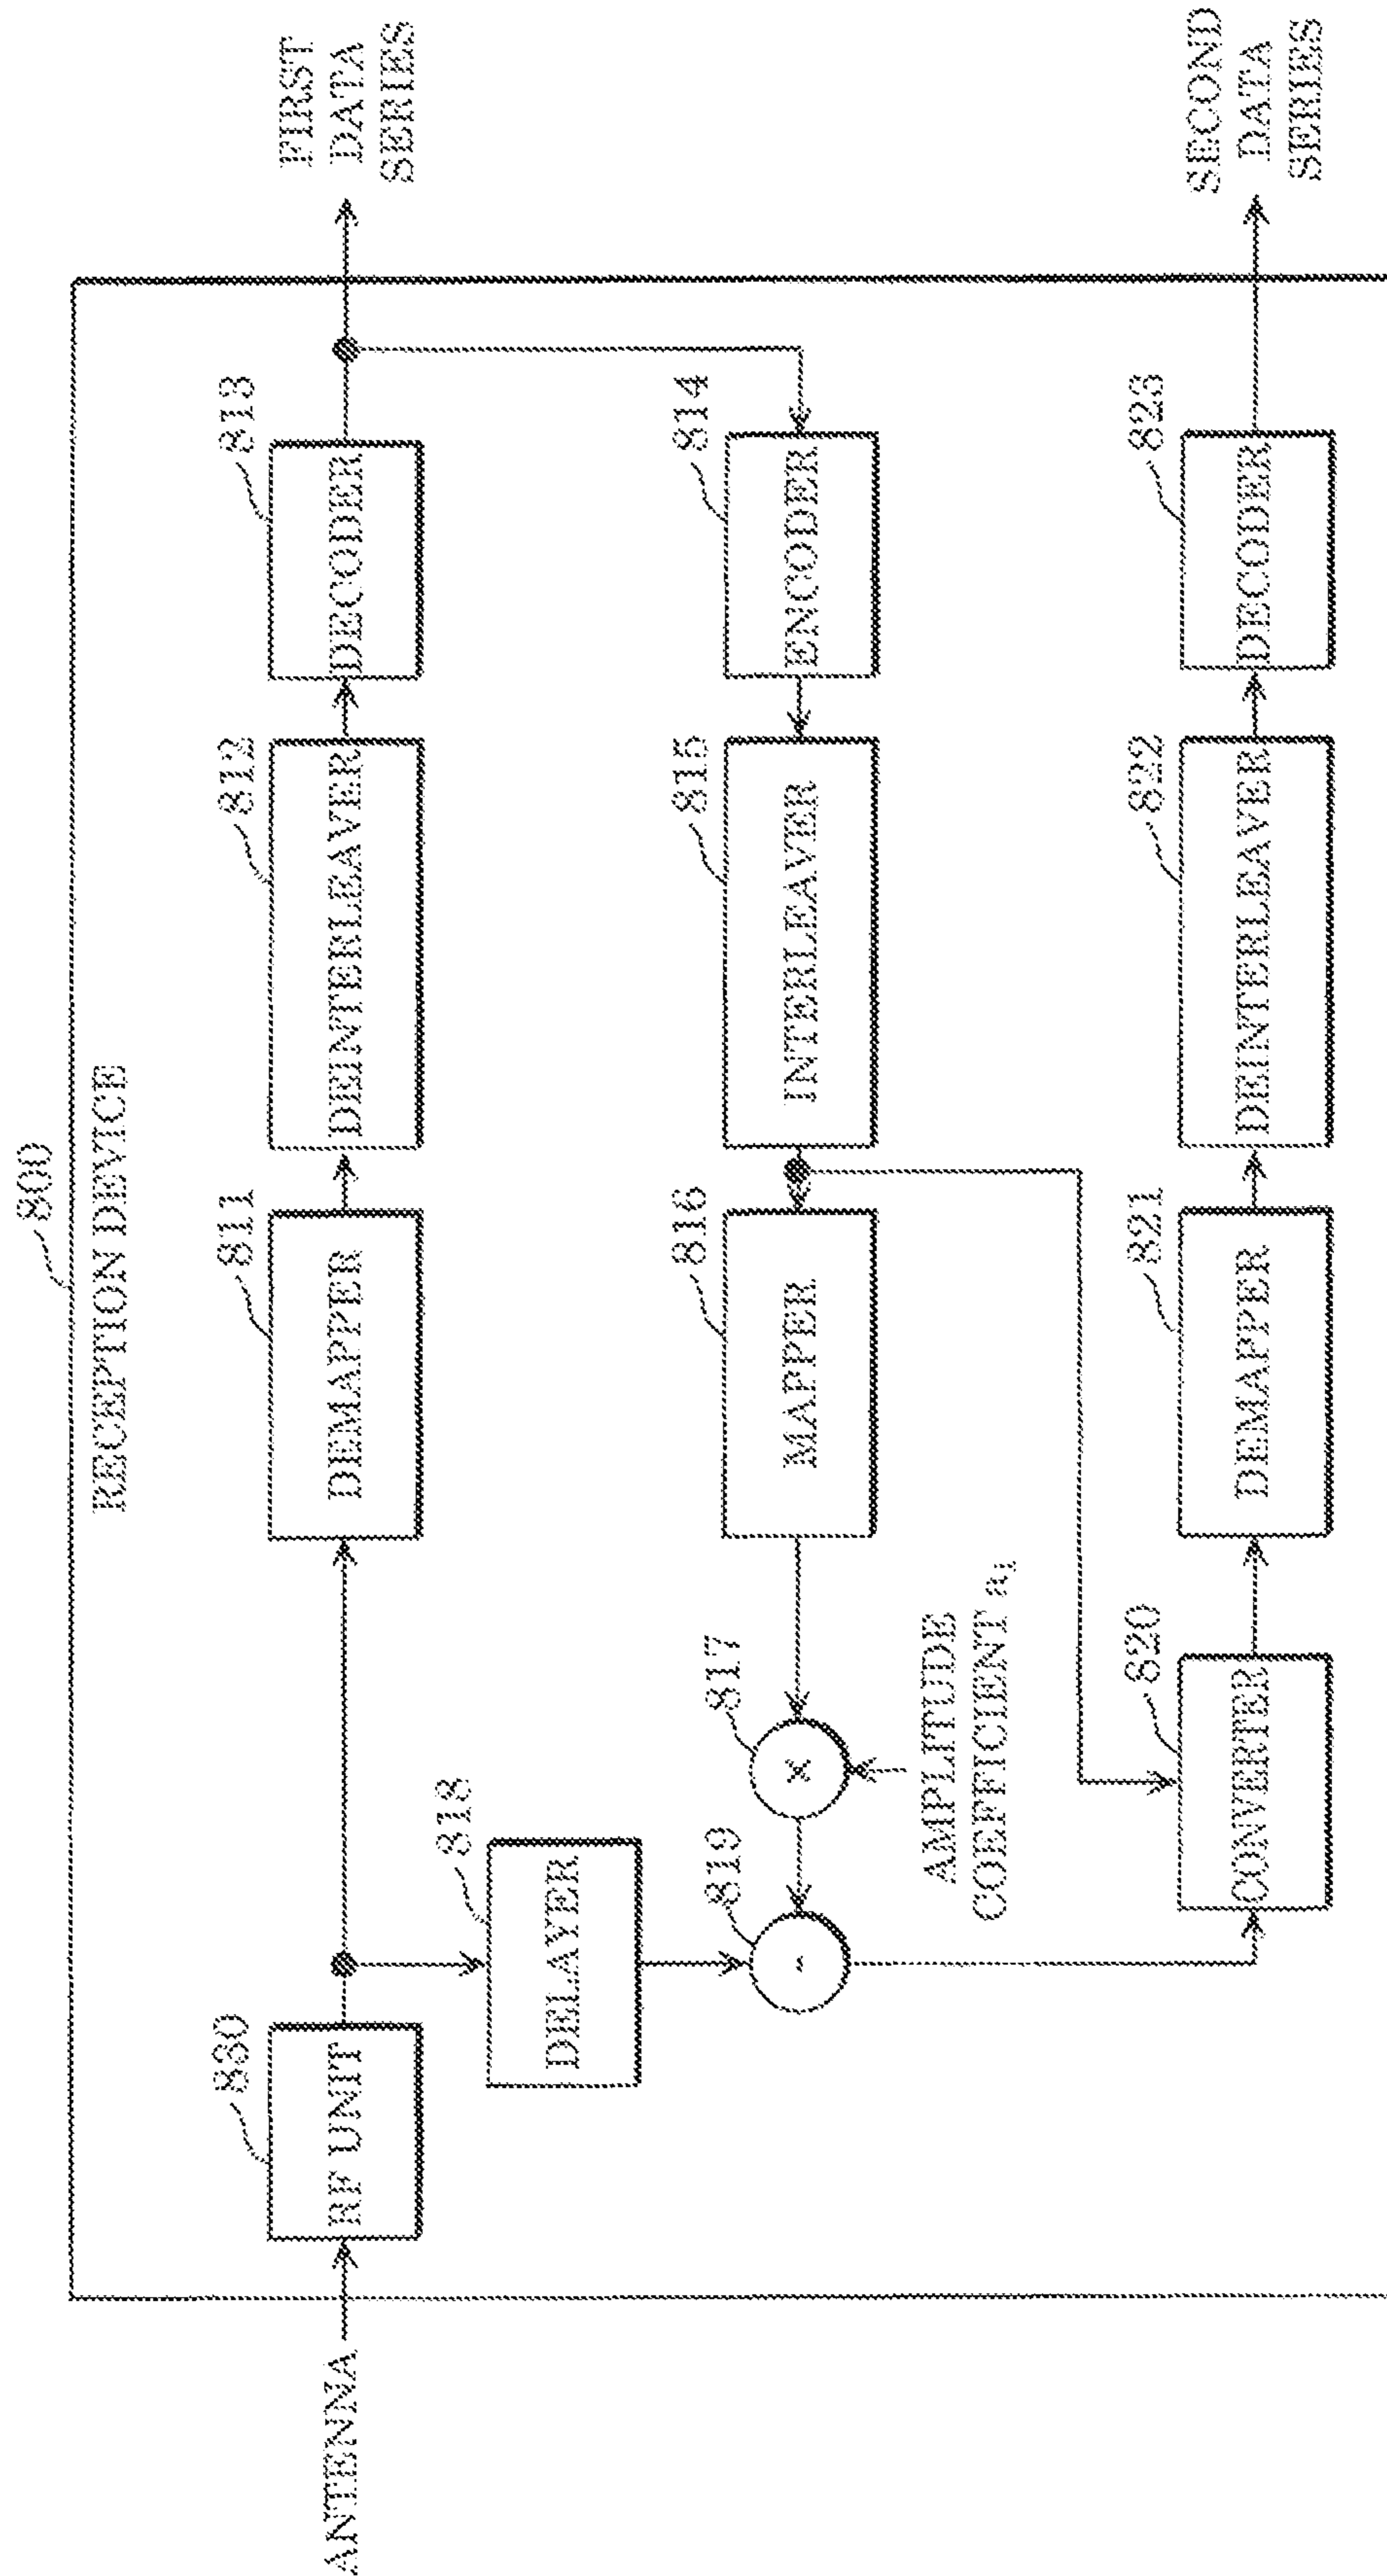 800
RECEPTION DEVICE
ANTENNA
830
RF UNIT
811
DEMAPPER
812
DEINTERLEAVER
813
DECODER
FIRST
DATA
SERIES
818
DELAYER
819
-
817
×
AMPLITUDE
COEFFICIENT a₁
816
MAPPER
815
INTERLEAVER
814
ENCODER
820
CONVERTER
821
DEMAPPER
822
DEINTERLEAVER
823
DECODER
SECOND
DATA
SERIES